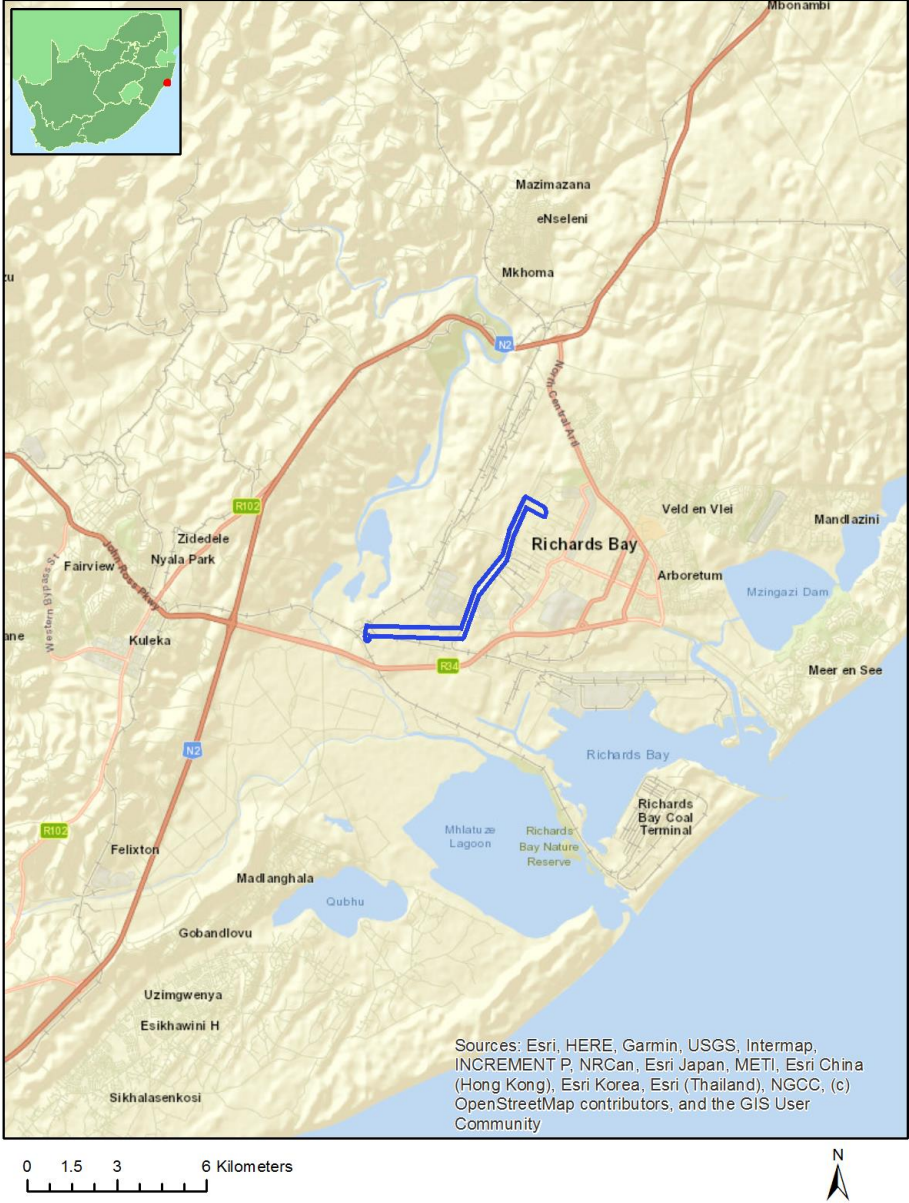 Mbonambi
Mazimazana
eNseleni
zu
Mkhoma
N2
North Central Ard
R102
Veld en Vlei
Mandlazini
Zidedele
Richards Bay
John Ross Pkwy
Nyala Park
Fairview
Western Bypass St
Arboretum
Mzingazi Dam
ane
Kuleka
R34
Meer en See
N2
Richards Bay
Richards
Bay Coal
Terminal
R102
Mhlatuze
Lagoon
Richards
Bay Nature
Reserve
Felixton
Madlanghala
Qubhu
Gobandlovu
Uzimgwenya
Esikhawini H
Sikhalasenkosi
Sources: Esri, HERE, Garmin, USGS, Intermap,
INCREMENT P, NRCan, Esri Japan, METI, Esri China
(Hong Kong), Esri Korea, Esri (Thailand), NGCC, (c)
OpenStreetMap contributors, and the GIS User
Community
0 1.5 3 6 Kilometers
N